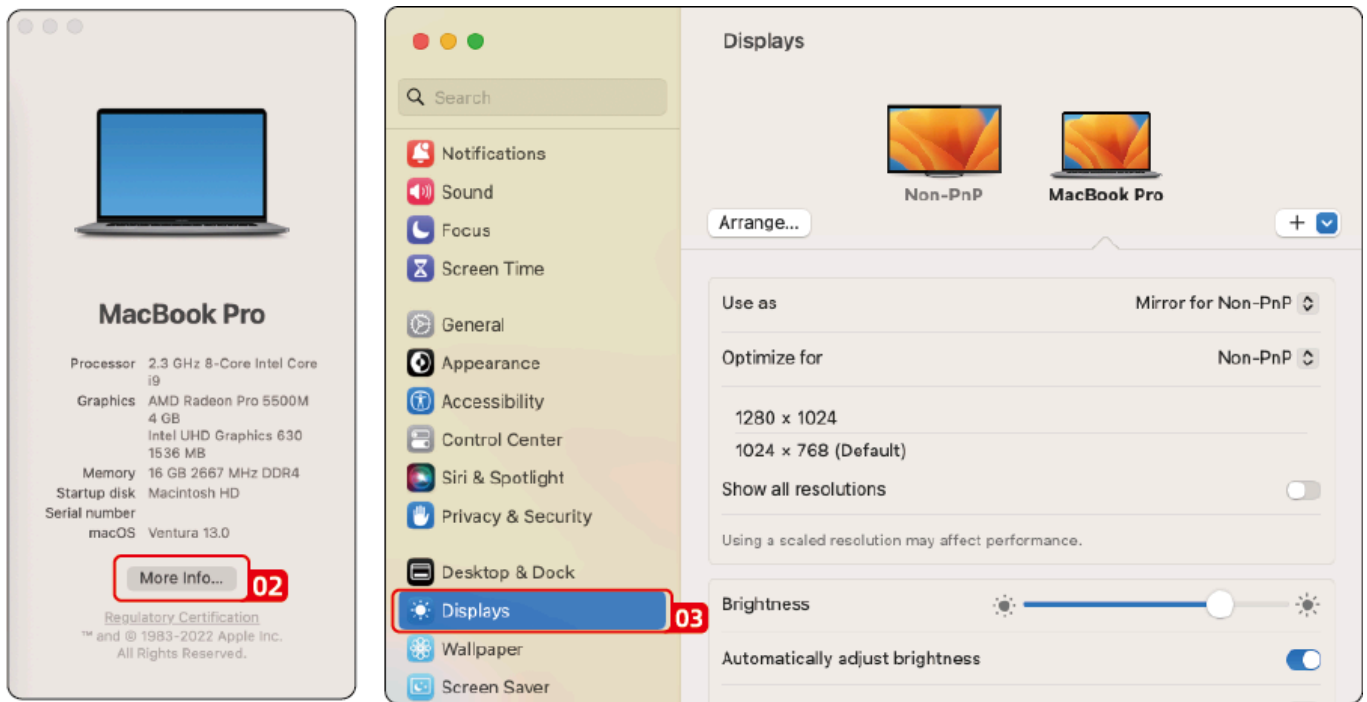 MacBook Pro
Processor 2.3 GHz 8-Core Intel Core
i9
Graphics AMD Radeon Pro 5500M
4 GB
Intel UHD Graphics 630
1536 MB
Memory 16 GB 2667 MHz DDR4
Startup disk Macintosh HD
Serial number
macOS Ventura 13.0
More Info...
02
Regulatory Certification
™ and © 1983-2022 Apple Inc.
All Rights Reserved.
Search
Notifications
Sound
Focus
Screen Time
General
Appearance
Accessibility
Control Center
Siri & Spotlight
Privacy & Security
Desktop & Dock
Displays
03
Wallpaper
Screen Saver
Displays
Non-PnP MacBook Pro
Arrange... +
Use as Mirror for Non-PnP
Optimize for Non-PnP
1280 × 1024
1024 × 768 (Default)
Show all resolutions
Using a scaled resolution may affect performance.
Brightness
Automatically adjust brightness